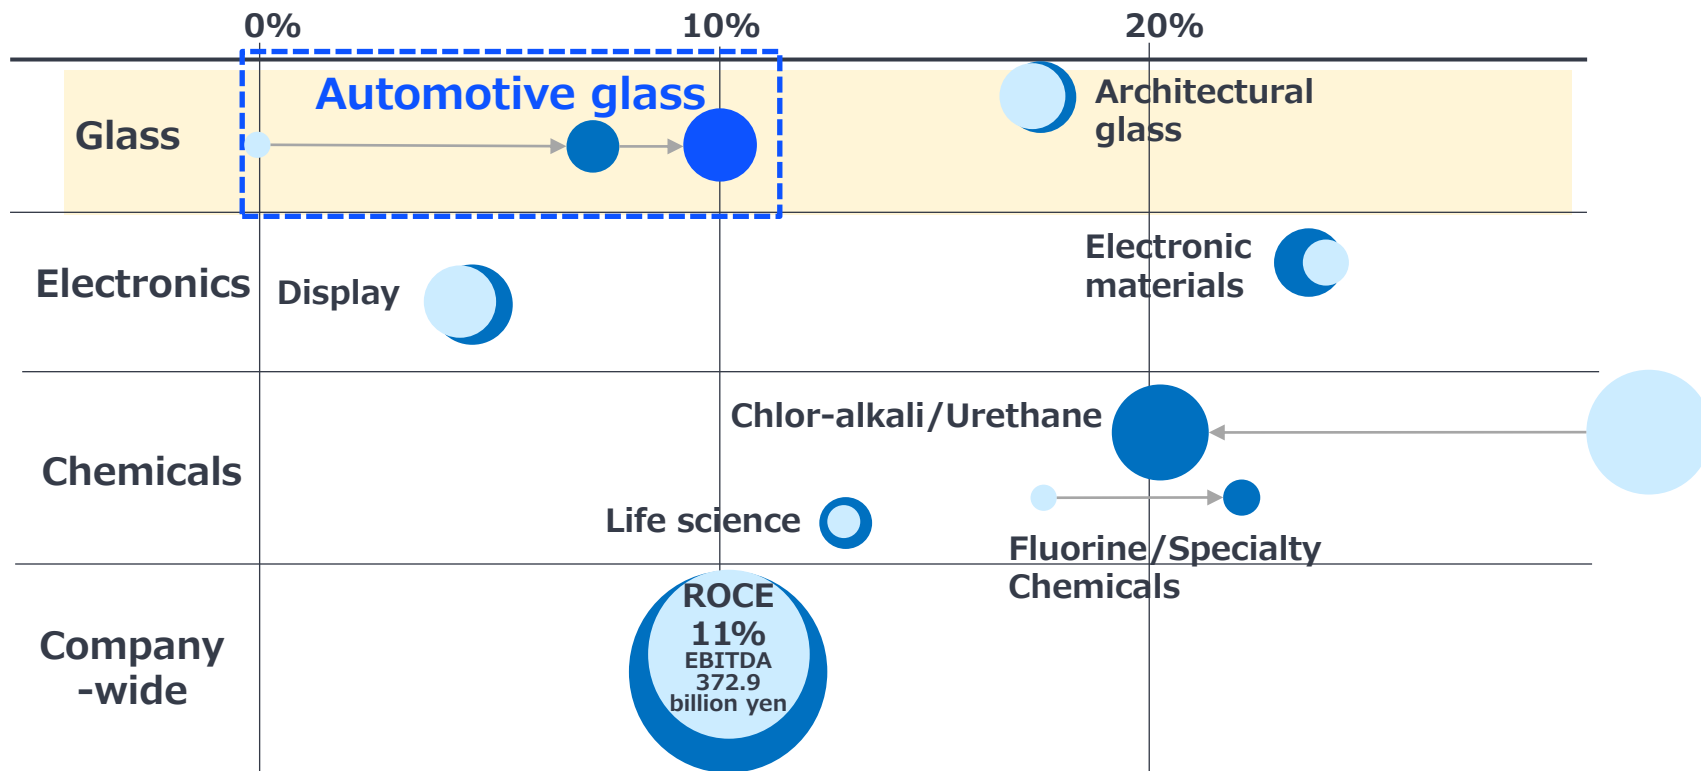 0% 10% 20%
Automotive glass
Architectural
glass
Glass
Electronic
materials
Electronics
Display
Chlor-alkali/Urethane
Chemicals
Life science
Fluorine/Specialty
Chemicals
Company
-wide
ROCE
11%
EBITDA
372.9
billion yen